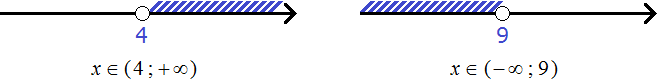 4 9
x ∈ (4 ; +∞) x ∈ (−∞ ; 9)